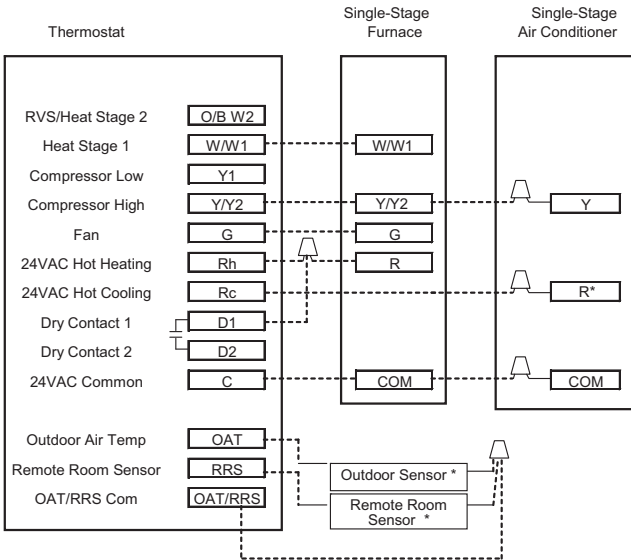 Single-Stage
Furnace
Single-Stage
Air Conditioner
Thermostat
RVS/Heat Stage 2 O/B W2
Heat Stage 1 W/W1 W/W1
Compressor Low Y1
Compressor High Y/Y2 Y/Y2 Y
Fan G G
24VAC Hot Heating Rh R
24VAC Hot Cooling Rc R*
Dry Contact 1 D1
Dry Contact 2 D2
24VAC Common C COM COM
Outdoor Air Temp OAT
Remote Room Sensor RRS
OAT/RRS Com OAT/RRS
Outdoor Sensor *
Remote Room
Sensor *